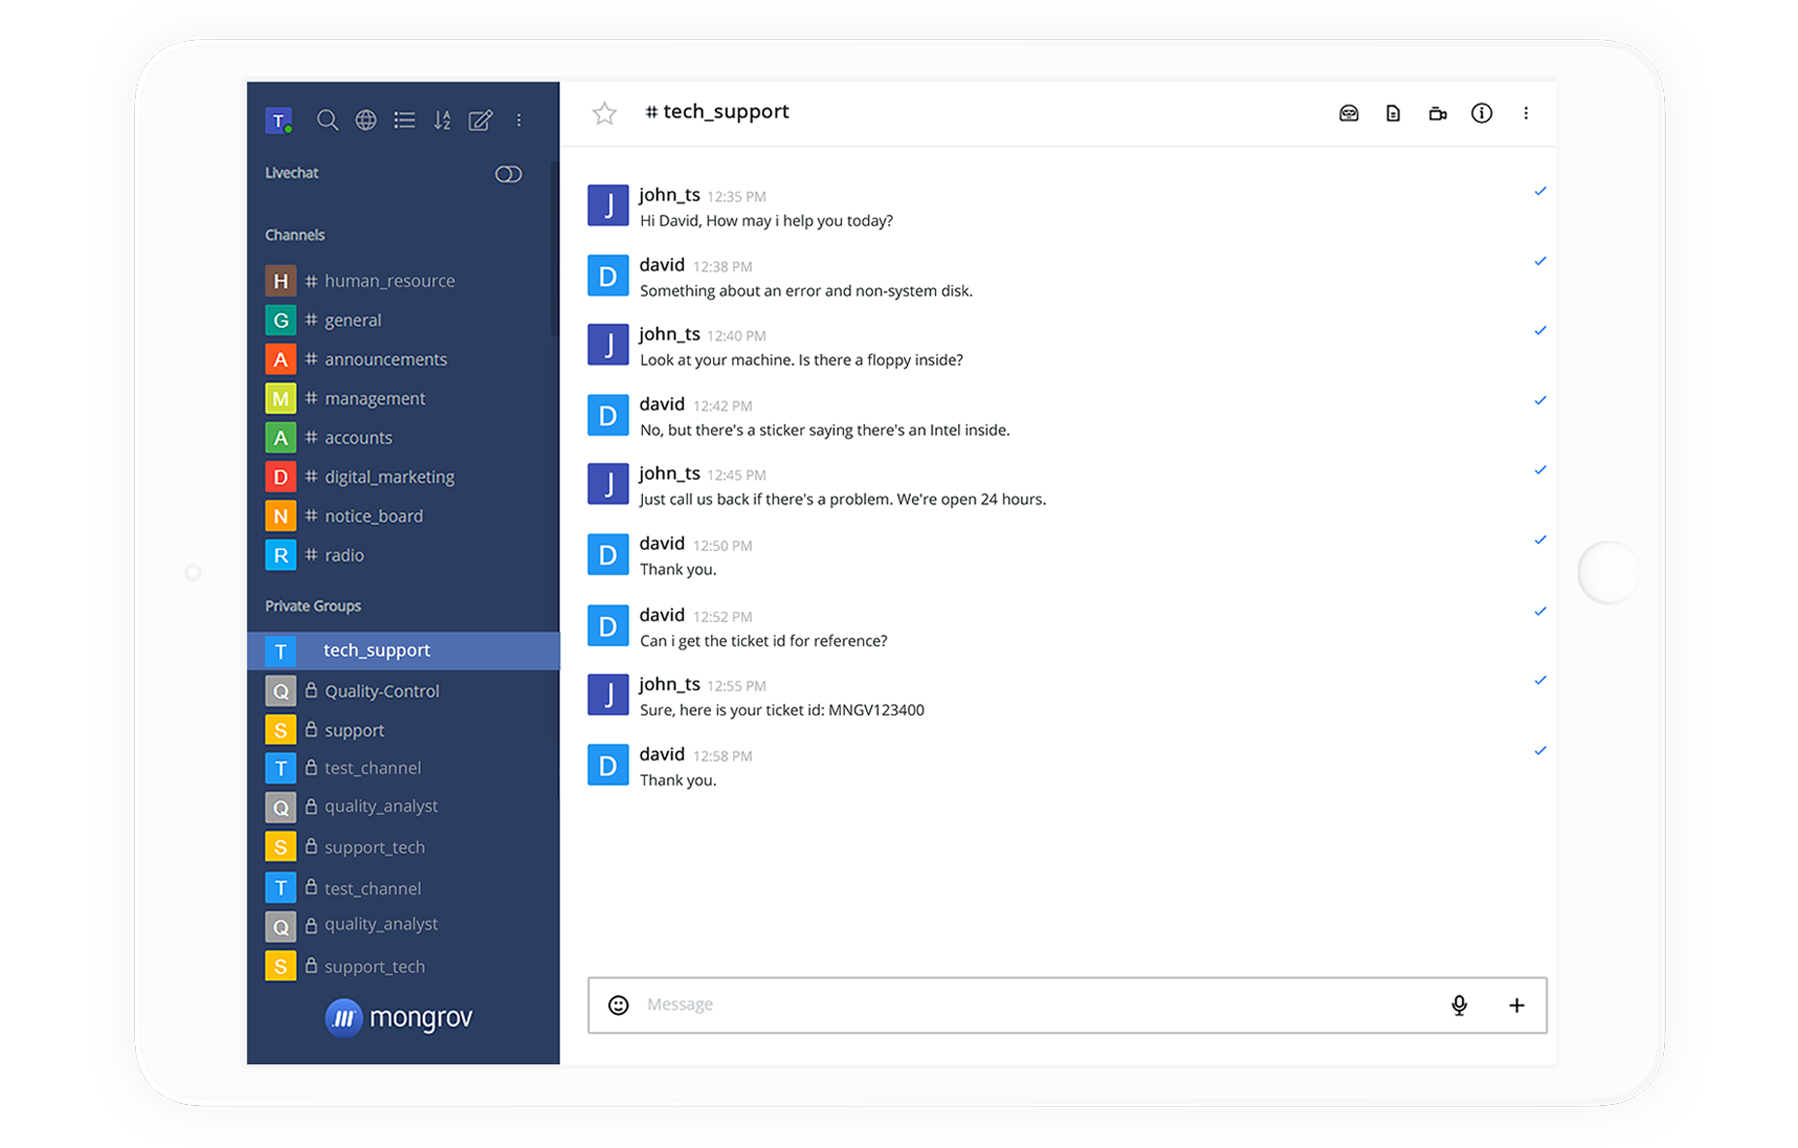 T
Livechat
Channels
H # human_resource
G # general
A # announcements
M # management
A # accounts
D # digital_marketing
N # notice_board
R # radio
Private Groups
T tech_support
Q Quality-Control
S support
T test_channel
Q quality_analyst
S support_tech
T test_channel
Q quality_analyst
S support_tech
mongrov
# tech_support
J john_ts 12:35 PM
Hi David, How may i help you today?
D david 12:38 PM
Something about an error and non-system disk.
J john_ts 12:40 PM
Look at your machine. Is there a floppy inside?
D david 12:42 PM
No, but there's a sticker saying there's an Intel inside.
J john_ts 12:45 PM
Just call us back if there's a problem. We're open 24 hours.
D david 12:50 PM
Thank you.
D david 12:52 PM
Can i get the ticket id for reference?
J john_ts 12:55 PM
Sure, here is your ticket id: MNGV123400
D david 12:58 PM
Thank you.
Message